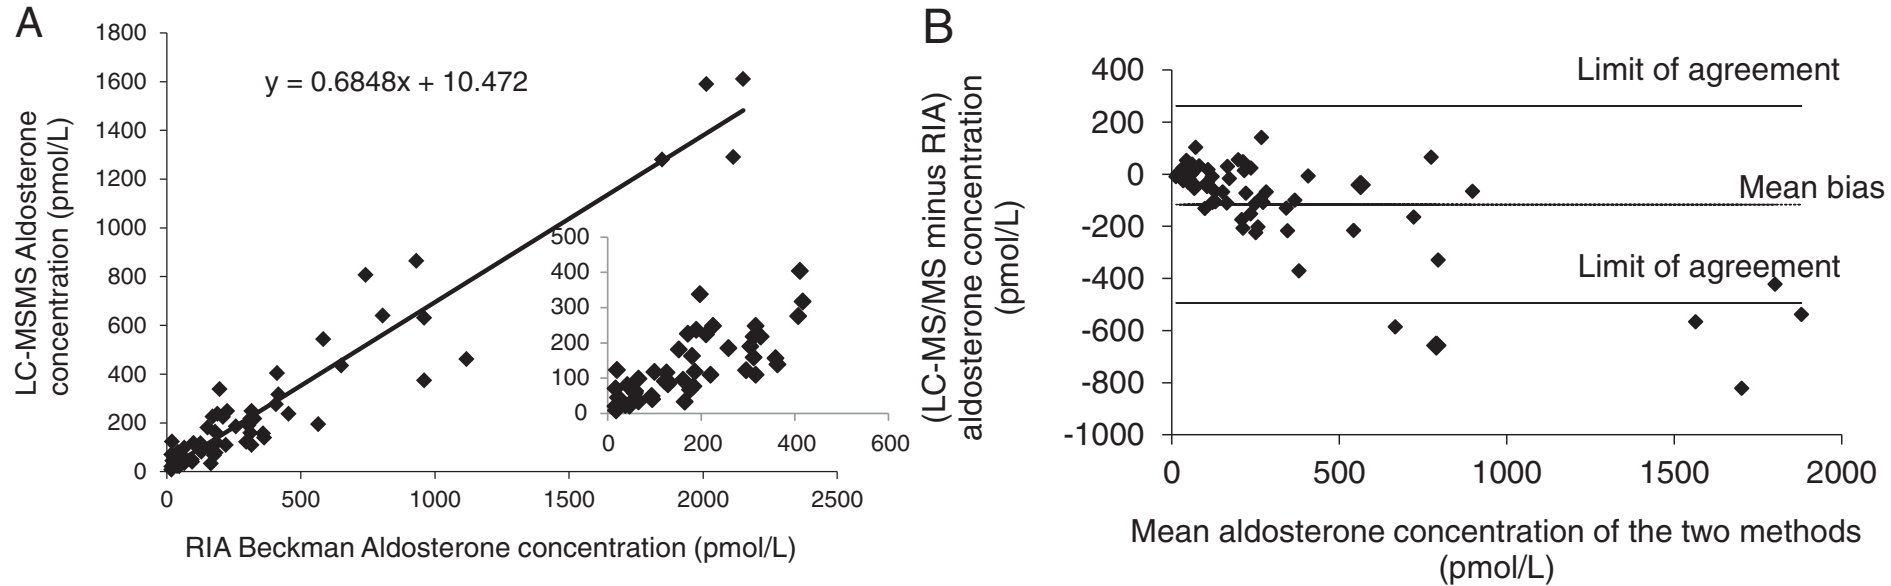 A
LC-MSMS Aldosterone
concentration (pmol/L)
1800
1600
1400
1200
1000
800
600
400
200
0
y = 0.6848x + 10.472
500
400
300
200
100
0
0 200 400 600
0 500 1000 1500 2000 2500
RIA Beckman Aldosterone concentration (pmol/L)
B
(LC-MS/MS minus RIA)
aldosterone concentration
(pmol/L)
400
200
0
-200
-400
-600
-800
-1000
Limit of agreement
Mean bias
Limit of agreement
0 500 1000 1500 2000
Mean aldosterone concentration of the two methods
(pmol/L)